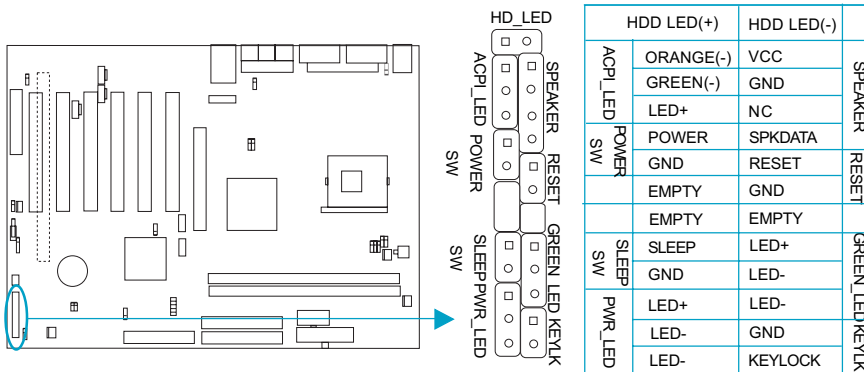 HD_LED
ACPI_LED
SPEAKER
POWER
SW
RESET
SLEEP
SW
GREEN LED
PWR_LED
KEYLK
HDD LED(+) HDD LED(-)
ACPI_LED
ORANGE(-) VCC
GREEN(-) GND
LED+ NC
SPEAKER
POWER
SW
POWER SPKDATA
GND RESET
RESET
EMPTY GND
EMPTY EMPTY
SLEEP
SW
SLEEP LED+
GND LED-
GREEN_LED
PWR_LED
LED+ LED-
LED- GND
LED- KEYLOCK
KEYLK